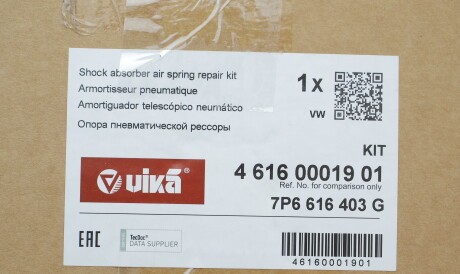 Shock absorber air spring repair kit
Armortisseur pneumatique
Amortiguador telescópico neumático
Опора пневматической рессоры
1x
VW
KIT
4 616 00019 01
Ref. No. for comparison only
7P6 616 403 G
vika
EAC
TecDoc®
DATA SUPPLIER
46160001901